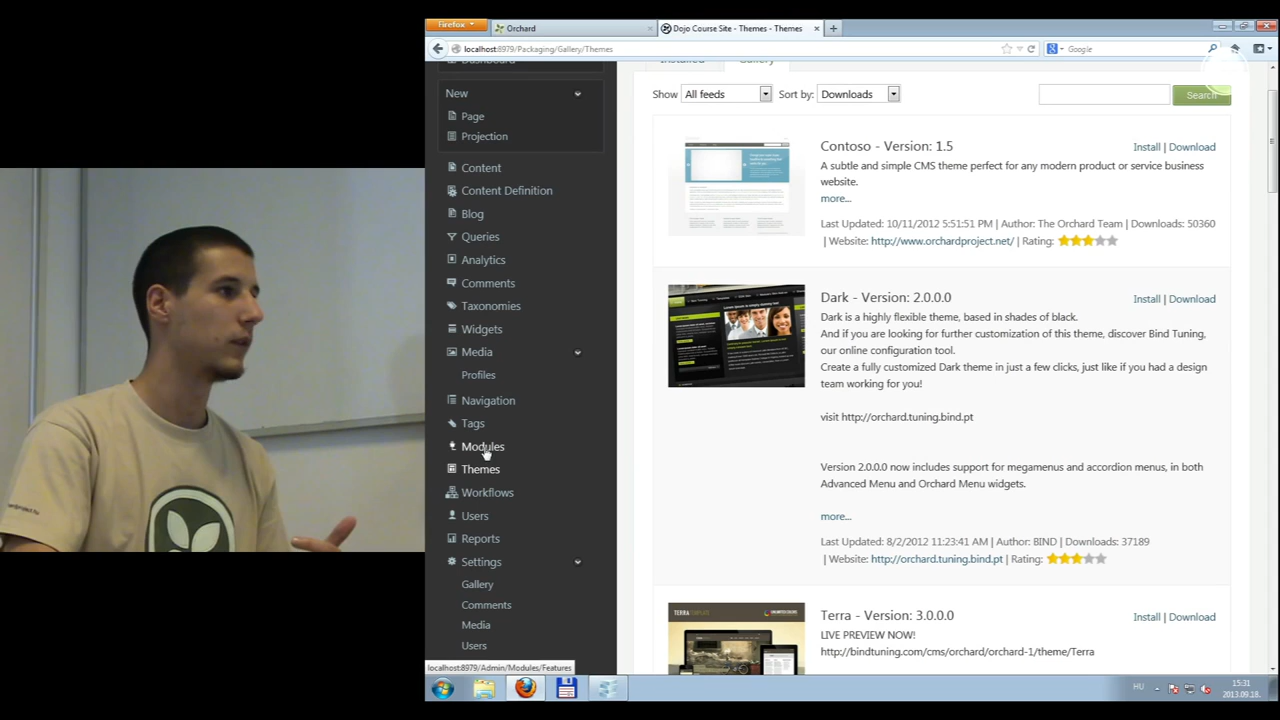 Firefox
Orchard
Dojo Course Site - Themes - Themes
localhost:8979/Packaging/Gallery/Themes
Google
Dashboard
Installed
Gallery
New
Page
Projection
Content
Content Definition
Blog
Queries
Analytics
Comments
Taxonomies
Widgets
Media
Profiles
Navigation
Tags
Modules
Themes
Workflows
Users
Reports
Settings
Gallery
Comments
Media
Users
localhost:8979/Admin/Modules/Features
Show All feeds Sort by: Downloads Search
Contoso - Version: 1.5
Install | Download
A subtle and simple CMS theme perfect for any modern product or service business
website.
more...
Last Updated: 10/11/2012 5:51:51 PM | Author: The Orchard Team | Downloads: 50360
| Website: http://www.orchardproject.net/ | Rating:
Dark - Version: 2.0.0.0
Install | Download
Dark is a highly flexible theme, based in shades of black.
And if you are looking for further customization of this theme, discover Bind Tuning,
our online configuration tool.
Create a fully customized Dark theme in just a few clicks, just like if you had a design
team working for you!
visit http://orchard.tuning.bind.pt
Version 2.0.0.0 now includes support for megamenus and accordion menus, in both
Advanced Menu and Orchard Menu widgets.
more...
Last Updated: 8/2/2012 11:23:41 AM | Author: BIND | Downloads: 37189
| Website: http://orchard.tuning.bind.pt | Rating:
TERRATEMPLATE
Terra - Version: 3.0.0.0
Install | Download
LIVE PREVIEW NOW!
http://bindtuning.com/cms/orchard/orchard-1/theme/Terra
HU
15:31
2013.09.18.